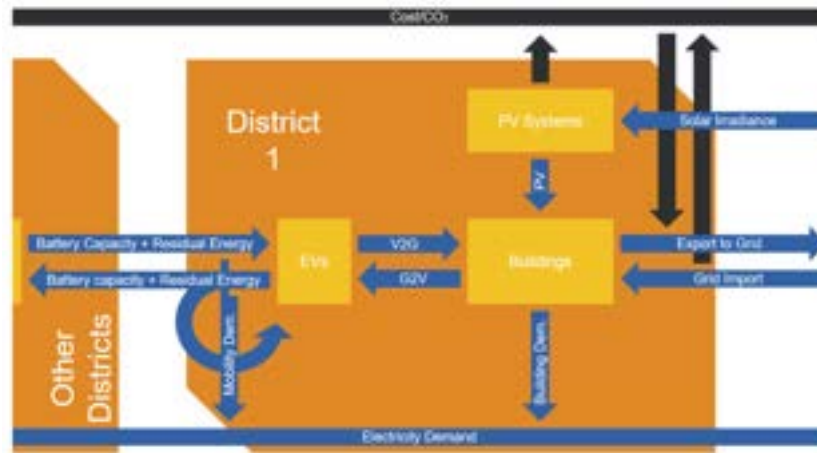 Cost/CO₂
District
1
PV Systems
Solar Irradiance
PV
Battery Capacity + Residual Energy
EVs
V2G
Buildings
Export to Grid
Battery capacity + Residual Energy
G2V
Grid Import
Other
Districts
Mobility Dem.
Building Dem.
Electricity Demand